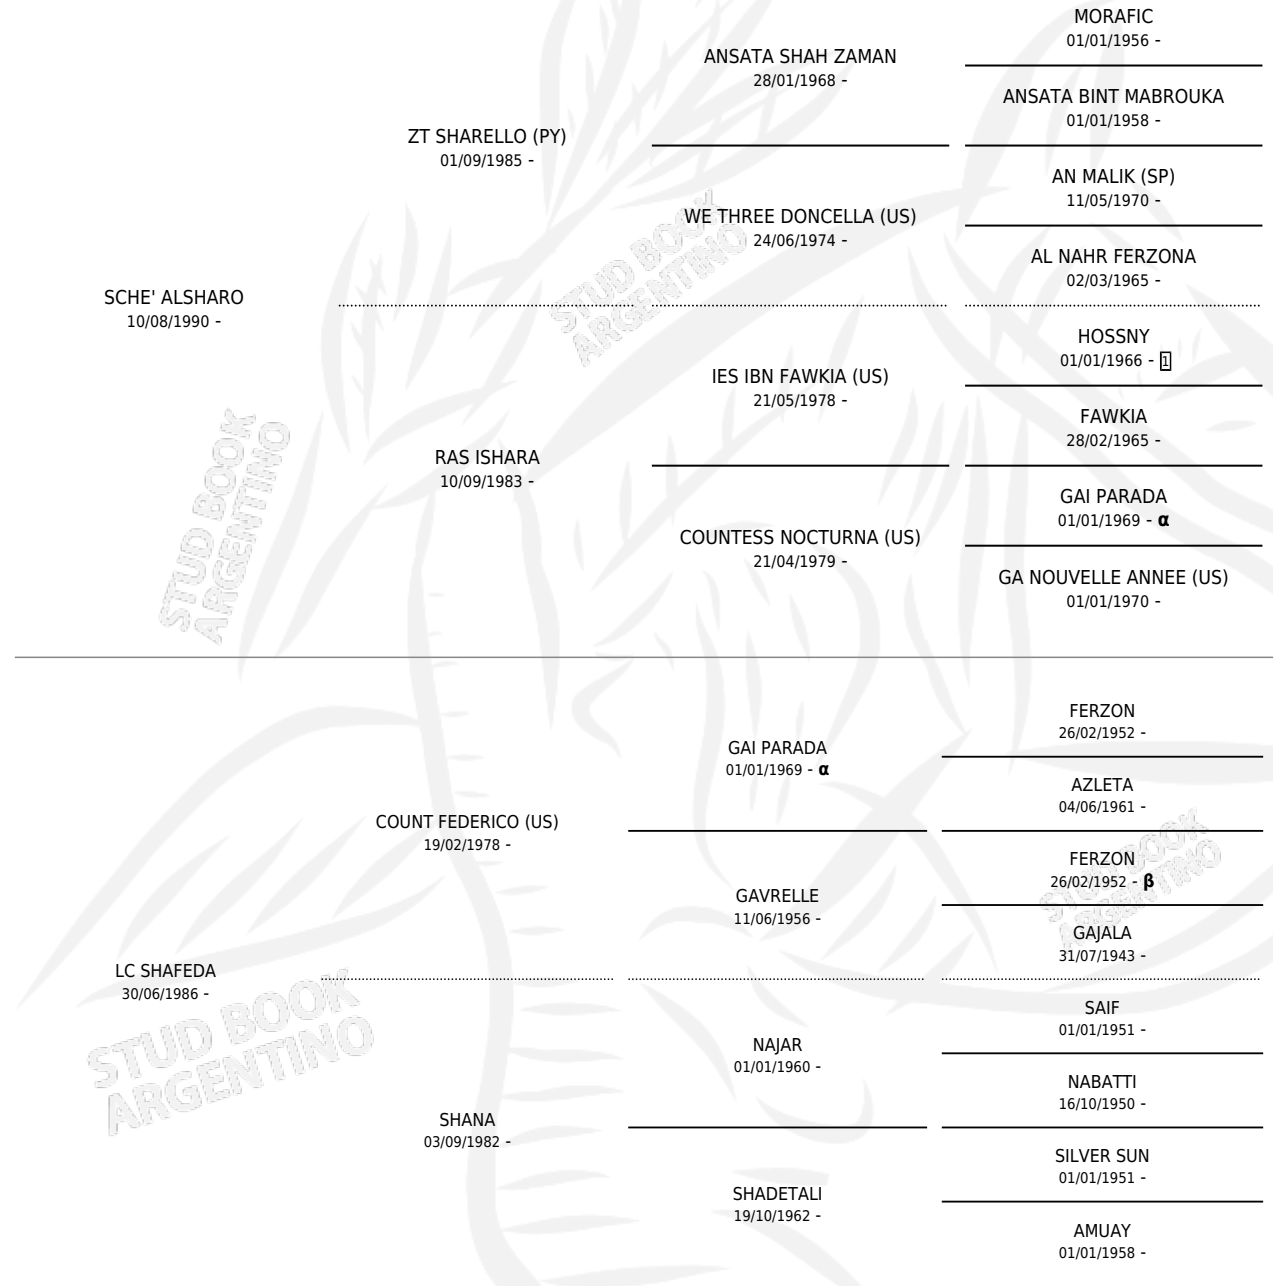 MORAFIC
01/01/1956 -
ANSATA SHAH ZAMAN
28/01/1968 -
ANSATA BINT MABROUKA
01/01/1958 -
ZT SHARELLO (PY)
01/09/1985 -
AN MALIK (SP)
11/05/1970 -
WE THREE DONCELLA (US)
24/06/1974 -
AL NAHR FERZONA
02/03/1965 -
SCHE' ALSHARO
10/08/1990 -
HOSSNY
01/01/1966 - 1
IES IBN FAWKIA (US)
21/05/1978 -
FAWKIA
28/02/1965 -
RAS ISHARA
10/09/1983 -
GAI PARADA
01/01/1969 - α
COUNTESS NOCTURNA (US)
21/04/1979 -
GA NOUVELLE ANNEE (US)
01/01/1970 -
FERZON
26/02/1952 -
GAI PARADA
01/01/1969 - α
AZLETA
04/06/1961 -
COUNT FEDERICO (US)
19/02/1978 -
FERZON
26/02/1952 - β
GAVRELLE
11/06/1956 -
GAJALA
31/07/1943 -
LC SHAFEDA
30/06/1986 -
SAIF
01/01/1951 -
NAJAR
01/01/1960 -
NABATTI
16/10/1950 -
SHANA
03/09/1982 -
SILVER SUN
01/01/1951 -
SHADETALI
19/10/1962 -
AMUAY
01/01/1958 -
STUD BOOK
ARGENTINO
STUD BOOK
ARGENTINO
STUD BOOK
ARGENTINO
STUD BOOK
ARGENTINO